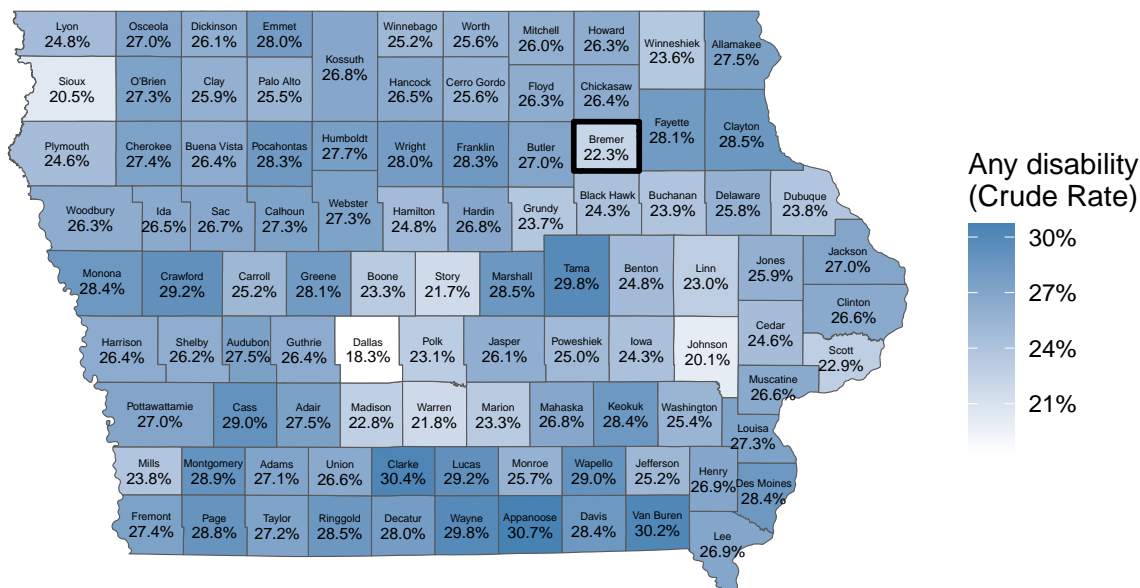 Lyon
24.8%
Osceola
27.0%
Dickinson
26.1%
Emmet
28.0%
Kossuth
26.8%
Winnebago
25.2%
Worth
25.6%
Mitchell
26.0%
Howard
26.3%
Winneshiek
23.6%
Allamakee
27.5%
Sioux
20.5%
O'Brien
27.3%
Clay
25.9%
Palo Alto
25.5%
Hancock
26.5%
Cerro Gordo
25.6%
Floyd
26.3%
Chickasaw
26.4%
Fayette
28.1%
Clayton
28.5%
Plymouth
24.6%
Cherokee
27.4%
Buena Vista
26.4%
Pocahontas
28.3%
Humboldt
27.7%
Wright
28.0%
Franklin
28.3%
Butler
27.0%
Bremer
22.3%
Woodbury
26.3%
Ida
26.5%
Sac
26.7%
Calhoun
27.3%
Webster
27.3%
Hamilton
24.8%
Hardin
26.8%
Grundy
23.7%
Black Hawk
24.3%
Buchanan
23.9%
Delaware
25.8%
Dubuque
23.8%
Monona
28.4%
Crawford
29.2%
Carroll
25.2%
Greene
28.1%
Boone
23.3%
Story
21.7%
Marshall
28.5%
Tama
29.8%
Benton
24.8%
Linn
23.0%
Jones
25.9%
Jackson
27.0%
Clinton
26.6%
Harrison
26.4%
Shelby
26.2%
Audubon
27.5%
Guthrie
26.4%
Dallas
18.3%
Polk
23.1%
Jasper
26.1%
Poweshiek
25.0%
Iowa
24.3%
Johnson
20.1%
Cedar
24.6%
Scott
22.9%
Muscatine
26.6%
Pottawattamie
27.0%
Cass
29.0%
Adair
27.5%
Madison
22.8%
Warren
21.8%
Marion
23.3%
Mahaska
26.8%
Keokuk
28.4%
Washington
25.4%
Louisa
27.3%
Mills
23.8%
Montgomery
28.9%
Adams
27.1%
Union
26.6%
Clarke
30.4%
Lucas
29.2%
Monroe
25.7%
Wapello
29.0%
Jefferson
25.2%
Henry
26.9%
Des Moines
28.4%
Fremont
27.4%
Page
28.8%
Taylor
27.2%
Ringgold
28.5%
Decatur
28.0%
Wayne
29.8%
Appanoose
30.7%
Davis
28.4%
Van Buren
30.2%
Lee
26.9%
Any disability
(Crude Rate)
30%
27%
24%
21%